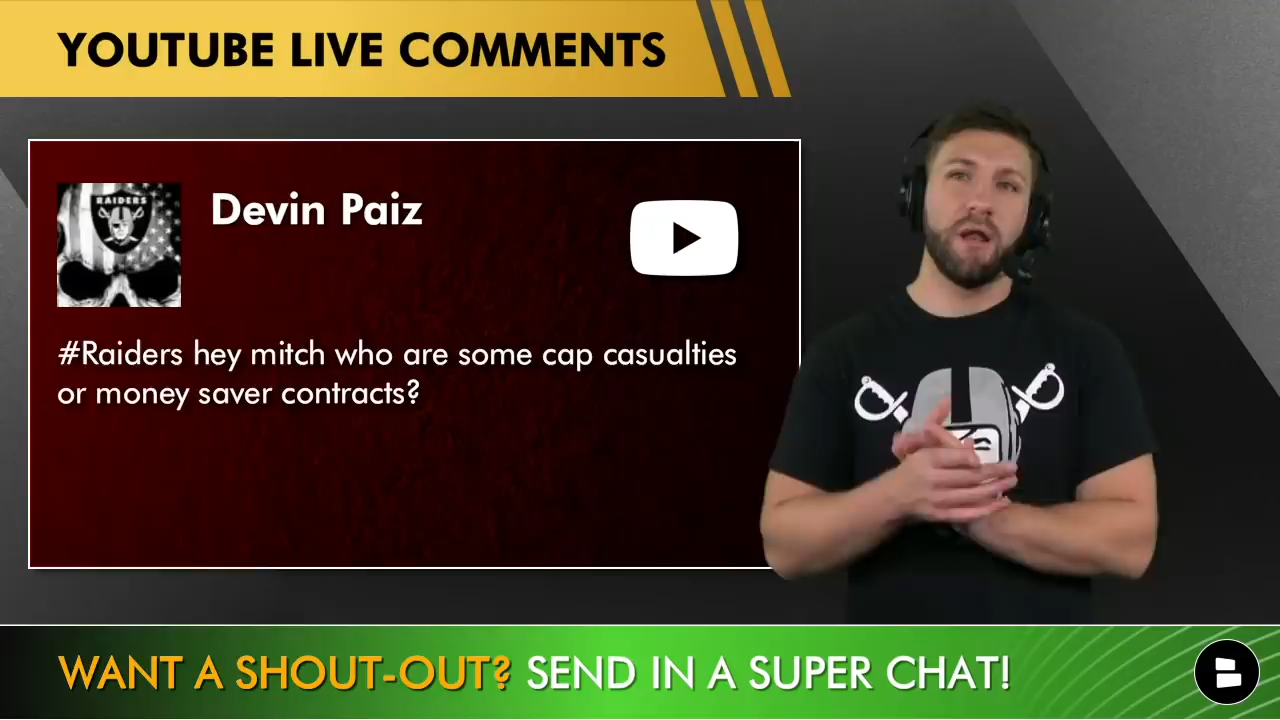 YOUTUBE LIVE COMMENTS
RAIDERS
Devin Paiz
#Raiders hey mitch who are some cap casualties
or money saver contracts?
WANT A SHOUT-OUT? SEND IN A SUPER CHAT!